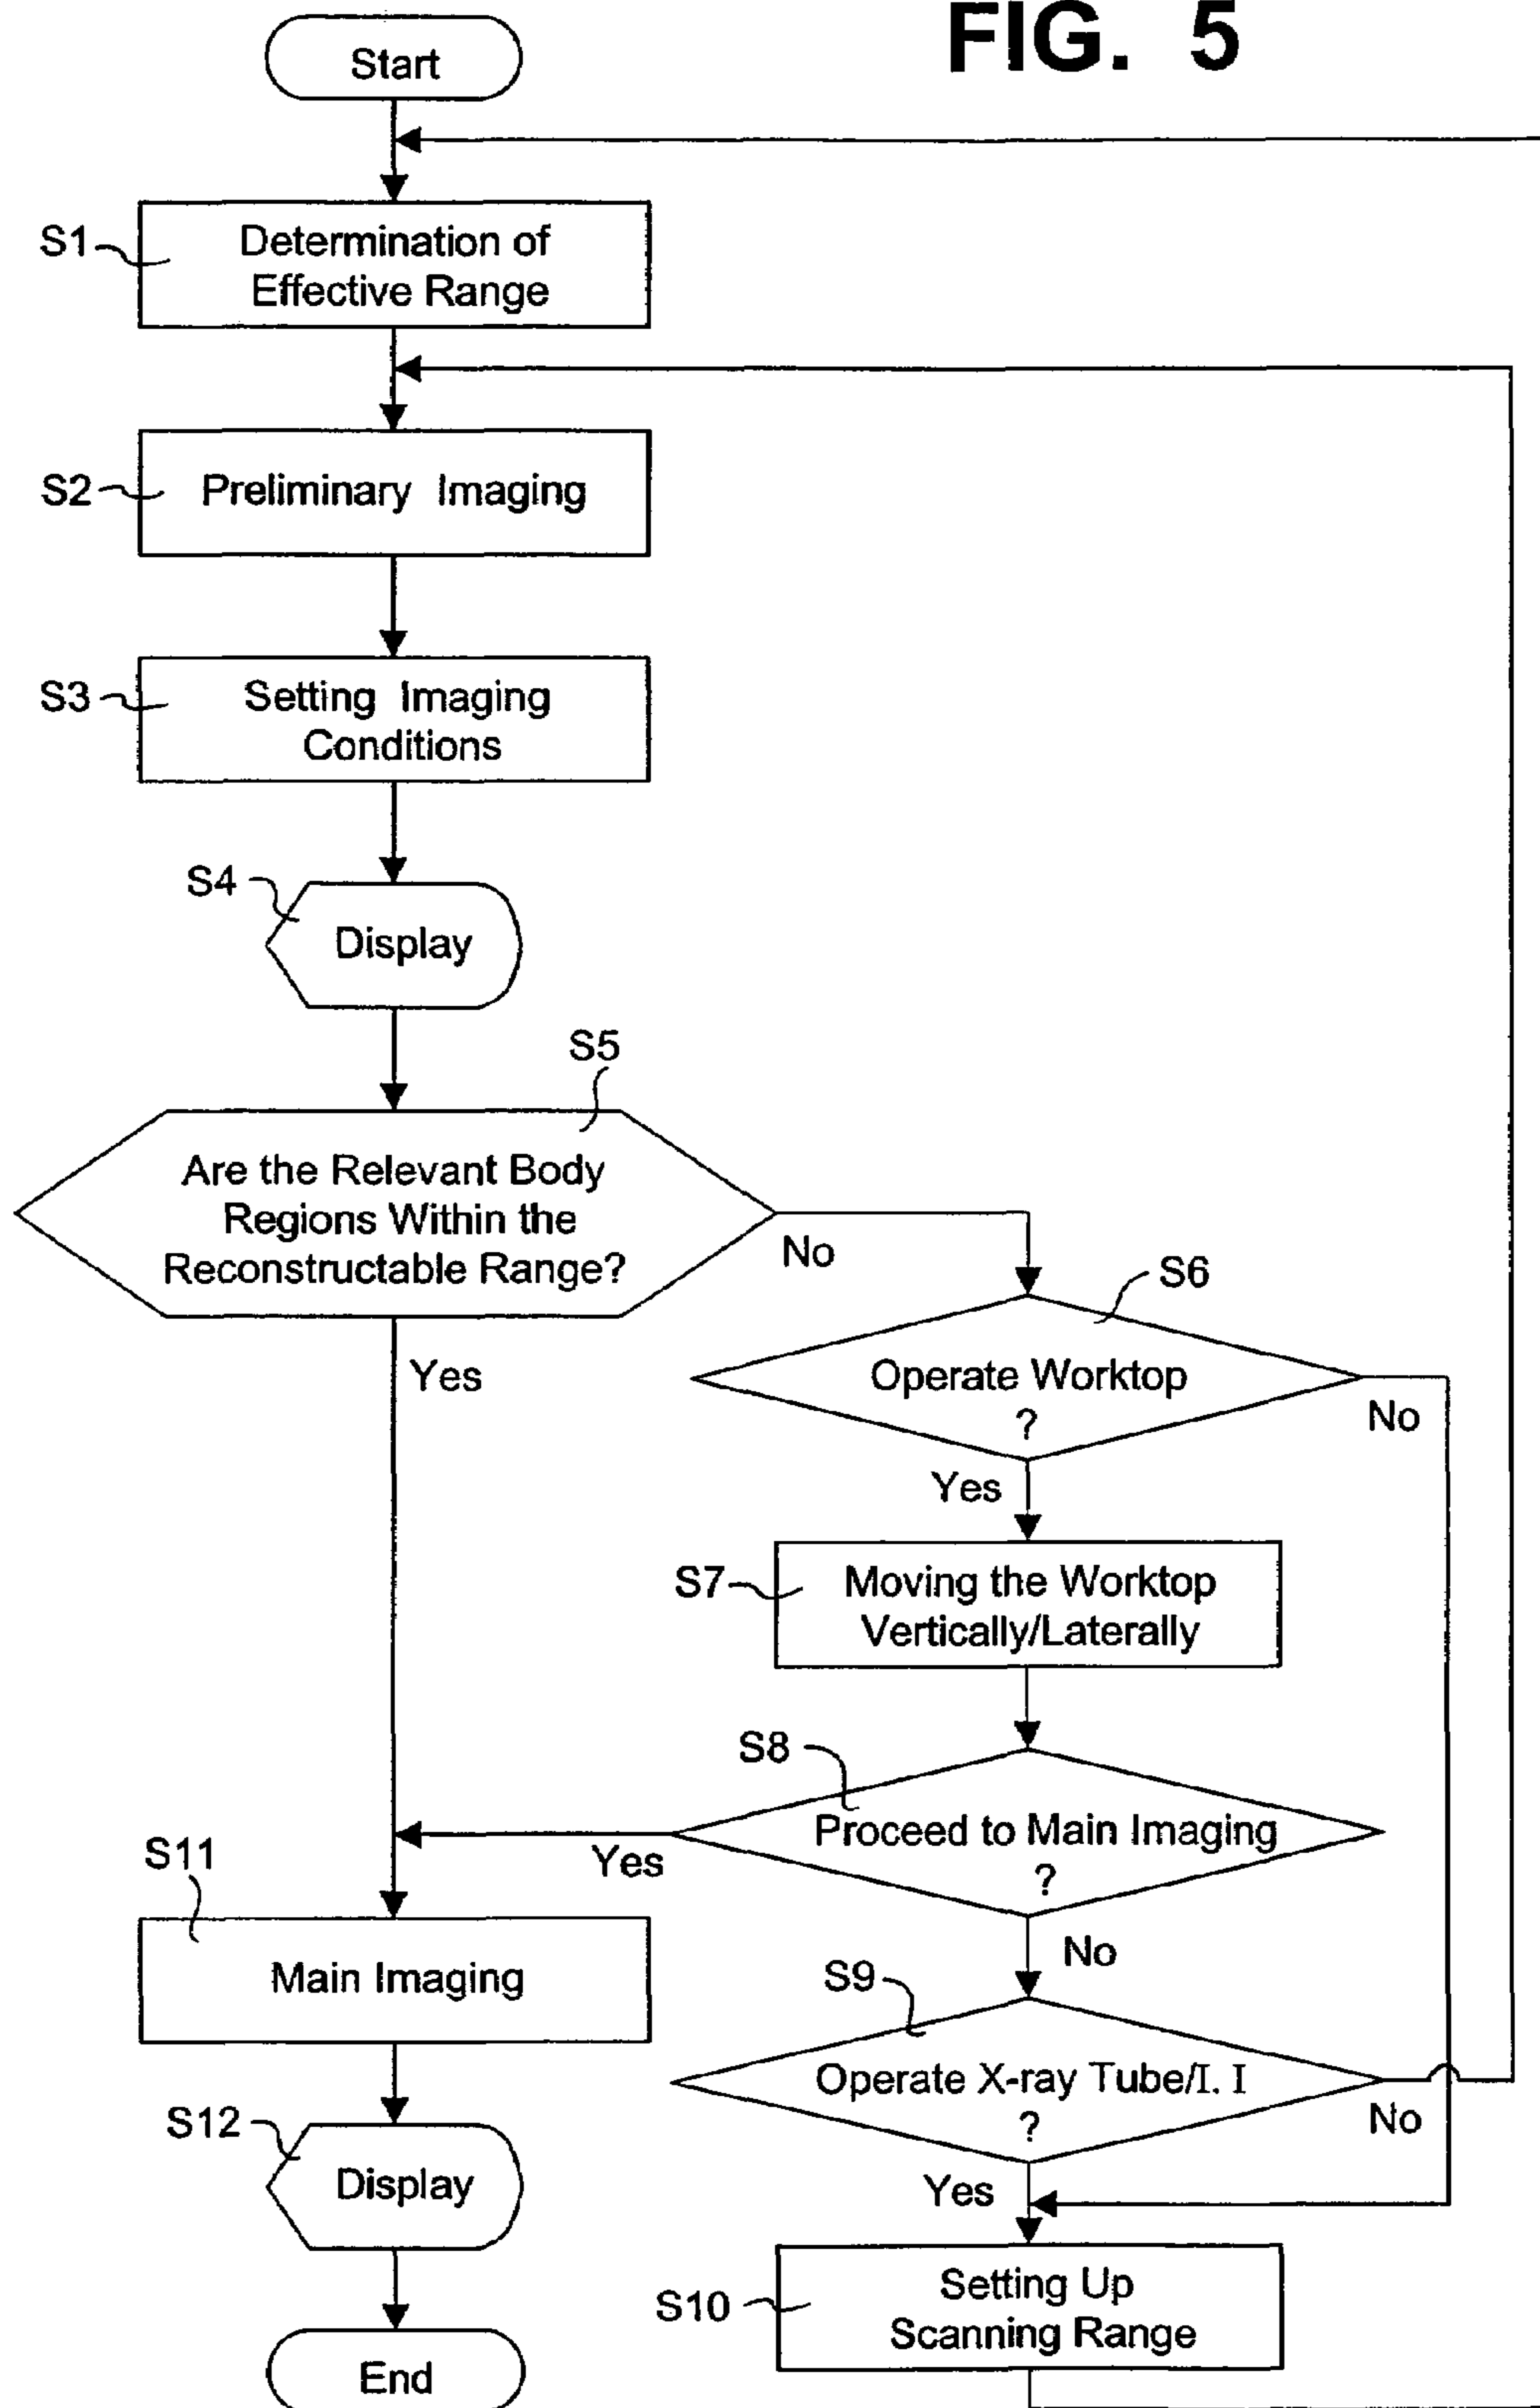 FIG. 5
Start
S1
Determination of
Effective Range
S2
Preliminary Imaging
S3
Setting Imaging
Conditions
S4
Display
S5
Are the Relevant Body
Regions Within the
Reconstructable Range?
No
Yes
S6
Operate Worktop
?
No
Yes
S7
Moving the Worktop
Vertically/Laterally
S8
Proceed to Main Imaging
?
Yes
No
S9
Operate X-ray Tube/I. I
?
No
Yes
S10
Setting Up
Scanning Range
S11
Main Imaging
S12
Display
End